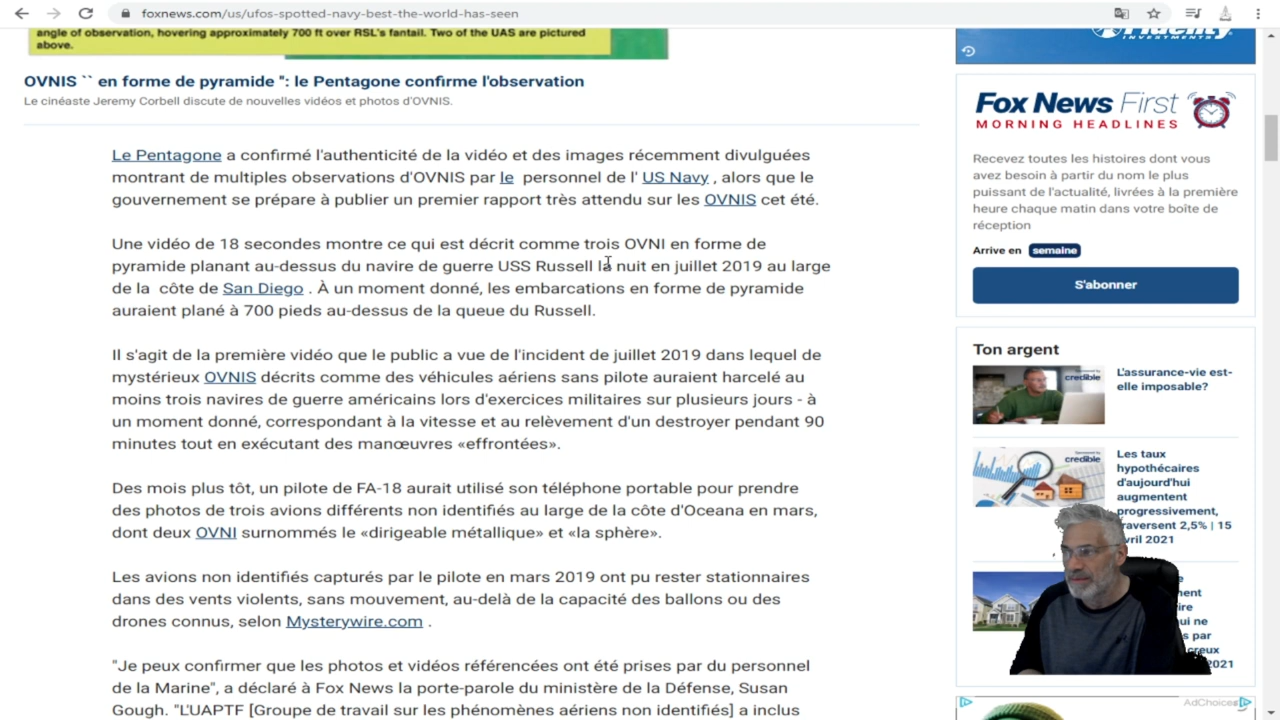 foxnews.com/us/ufos-spotted-navy-best-the-world-has-seen
angle of observation, hovering approximately 700 ft over RSL's fantail. Two of the UAS are pictured
above.
OVNIS `` en forme de pyramide '': le Pentagone confirme l'observation
Le cinéaste Jeremy Corbell discute de nouvelles vidéos et photos d'OVNIS.
Le Pentagone a confirmé l'authenticité de la vidéo et des images récemment divulguées
montrant de multiples observations d'OVNIS par le personnel de l' US Navy , alors que le
gouvernement se prépare à publier un premier rapport très attendu sur les OVNIS cet été.
Une vidéo de 18 secondes montre ce qui est décrit comme trois OVNI en forme de
pyramide planant au-dessus du navire de guerre USS Russell la nuit en juillet 2019 au large
de la côte de San Diego . À un moment donné, les embarcations en forme de pyramide
auraient plané à 700 pieds au-dessus de la queue du Russell.
Il s'agit de la première vidéo que le public a vue de l'incident de juillet 2019 dans lequel de
mystérieux OVNIS décrits comme des véhicules aériens sans pilote auraient harcelé au
moins trois navires de guerre américains lors d'exercices militaires sur plusieurs jours - à
un moment donné, correspondant à la vitesse et au relèvement d'un destroyer pendant 90
minutes tout en exécutant des manœuvres «effrontées».
Des mois plus tôt, un pilote de FA-18 aurait utilisé son téléphone portable pour prendre
des photos de trois avions différents non identifiés au large de la côte d'Oceana en mars,
dont deux OVNI surnommés le «dirigeable métallique» et «la sphère».
Les avions non identifiés capturés par le pilote en mars 2019 ont pu rester stationnaires
dans des vents violents, sans mouvement, au-delà de la capacité des ballons ou des
drones connus, selon Mysterywire.com .
"Je peux confirmer que les photos et vidéos référencées ont été prises par du personnel
de la Marine", a déclaré à Fox News la porte-parole du ministère de la Défense, Susan
Gough. "L'UAPTF [Groupe de travail sur les phénomènes aériens non identifiés] a inclus
Fidelity
INVESTMENTS
Fox News First
MORNING HEADLINES
Recevez toutes les histoires dont vous
avez besoin à partir du nom le plus
puissant de l'actualité, livrées à la première
heure chaque matin dans votre boîte de
réception
Arrive en semaine
S'abonner
Ton argent
Sponsored by
credible
L'assurance-vie est-
elle imposable?
Sponsored by
credible
Les taux
hypothécaires
d'aujourd'hui
augmentent
progressivement,
traversent 2,5% | 15
avril 2021
par
creux
2021
AdChoices